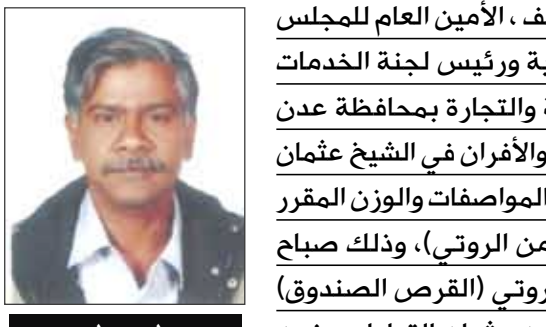 ف ، الأمين العام للمجلس
ية ورئيس لجنة الخدمات
والتجارة بمحافظة عدن
والأفران في الشيخ عثمان
المواصفات والوزن المقرر
من الروتي)، وذلك صباح
روتي (القرص الصندوق)